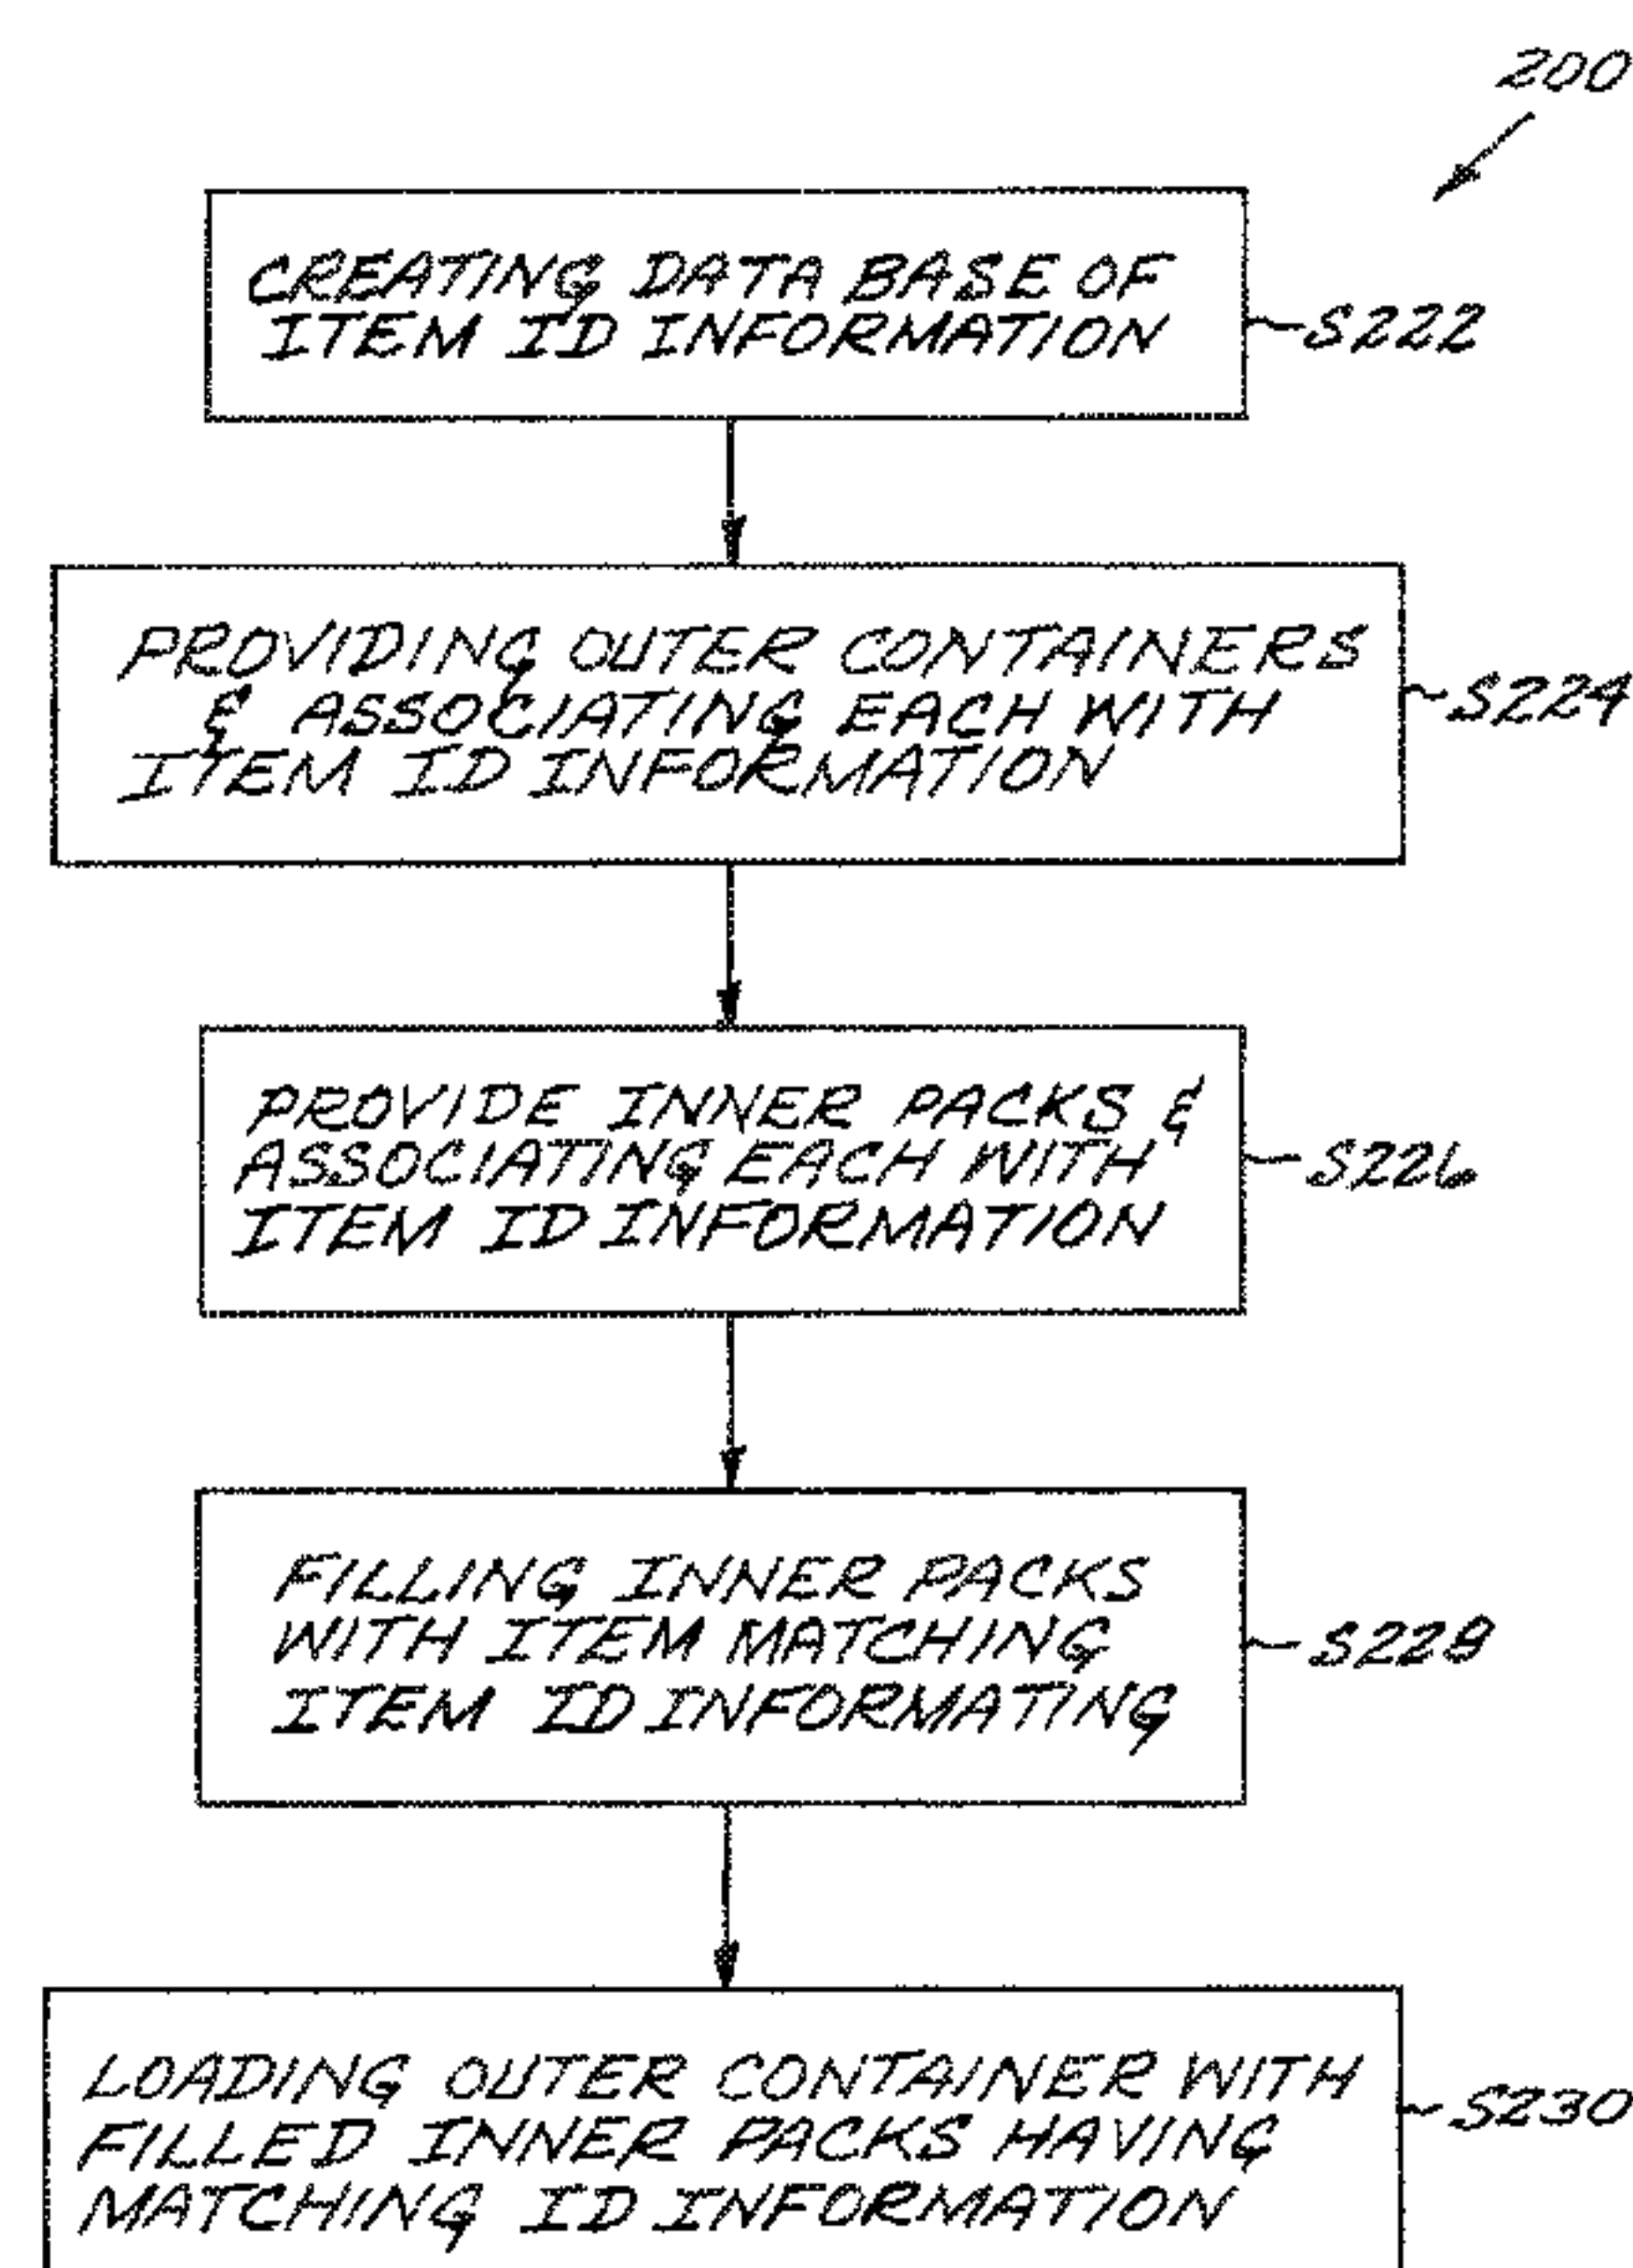 200
CREATING DATA BASE OF
ITEM ID INFORMATION
S222
PROVIDING OUTER CONTAINERS
& ASSOCIATING EACH WITH
ITEM ID INFORMATION
S224
PROVIDE INNER PACKS &
ASSOCIATING EACH WITH
ITEM ID INFORMATION
S226
FILLING INNER PACKS
WITH ITEM MATCHING
ITEM ID INFORMATING
S228
LOADING OUTER CONTAINER WITH
FILLED INNER PACKS HAVING
MATCHING ID INFORMATION
S230